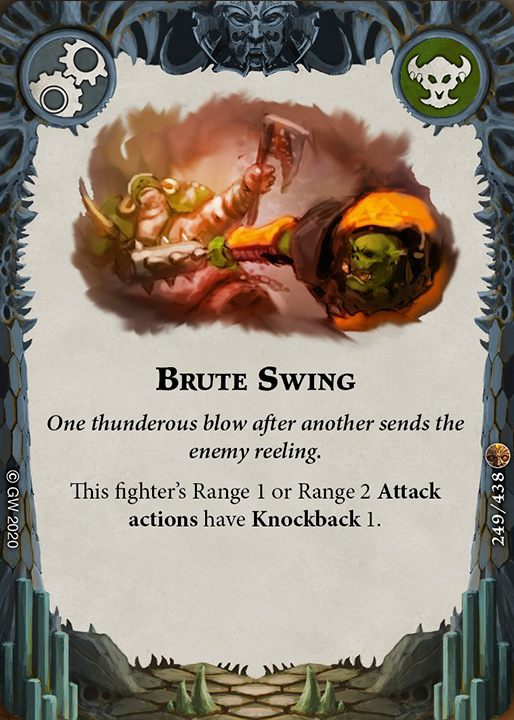 BRUTE SWING
One thunderous blow after another sends the
enemy reeling.
This fighter's Range 1 or Range 2 Attack
actions have Knockback 1.
© GW 2020
249/438